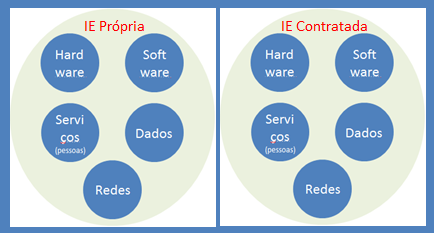 IE Própria
Hard
ware
Soft
ware
Servi
ços
(pessoas)
Dados
Redes
IE Contratada
Hard
ware
Soft
ware
Servi
ços
(pessoas)
Dados
Redes